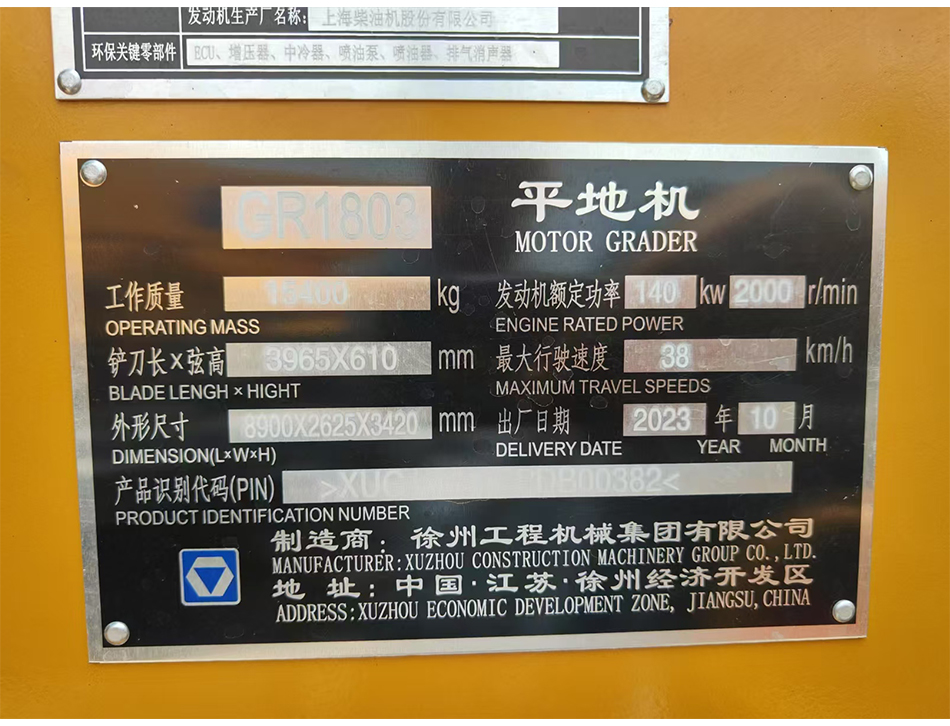 发动机生产厂名称: 上海柴油机股份有限公司
环保关键零部件 ECU、增压器、中冷器、喷油泵、喷油器、排气消声器
GR1803 平地机
MOTOR GRADER
工作质量 15400 kg 发动机额定功率 140 kw 2000 r/min
OPERATING MASS ENGINE RATED POWER
铲刀长×弦高 3965X610 mm 最大行驶速度 38 km/h
BLADE LENGH × HIGHT MAXIMUM TRAVEL SPEEDS
外形尺寸 8900X2625X3420 mm 出厂日期 2023 年 10 月
DIMENSION(L×W×H) DELIVERY DATE YEAR MONTH
产品识别代码(PIN) >XUG 00382<
PRODUCT IDENTIFICATION NUMBER
制造商: 徐州工程机械集团有限公司
MANUFACTURER:XUZHOU CONSTRUCTION MACHINERY GROUP CO.,LTD.
地 址: 中国·江苏·徐州经济开发区
ADDRESS:XUZHOU ECONOMIC DEVELOPMENT ZONE, JIANGSU,CHINA